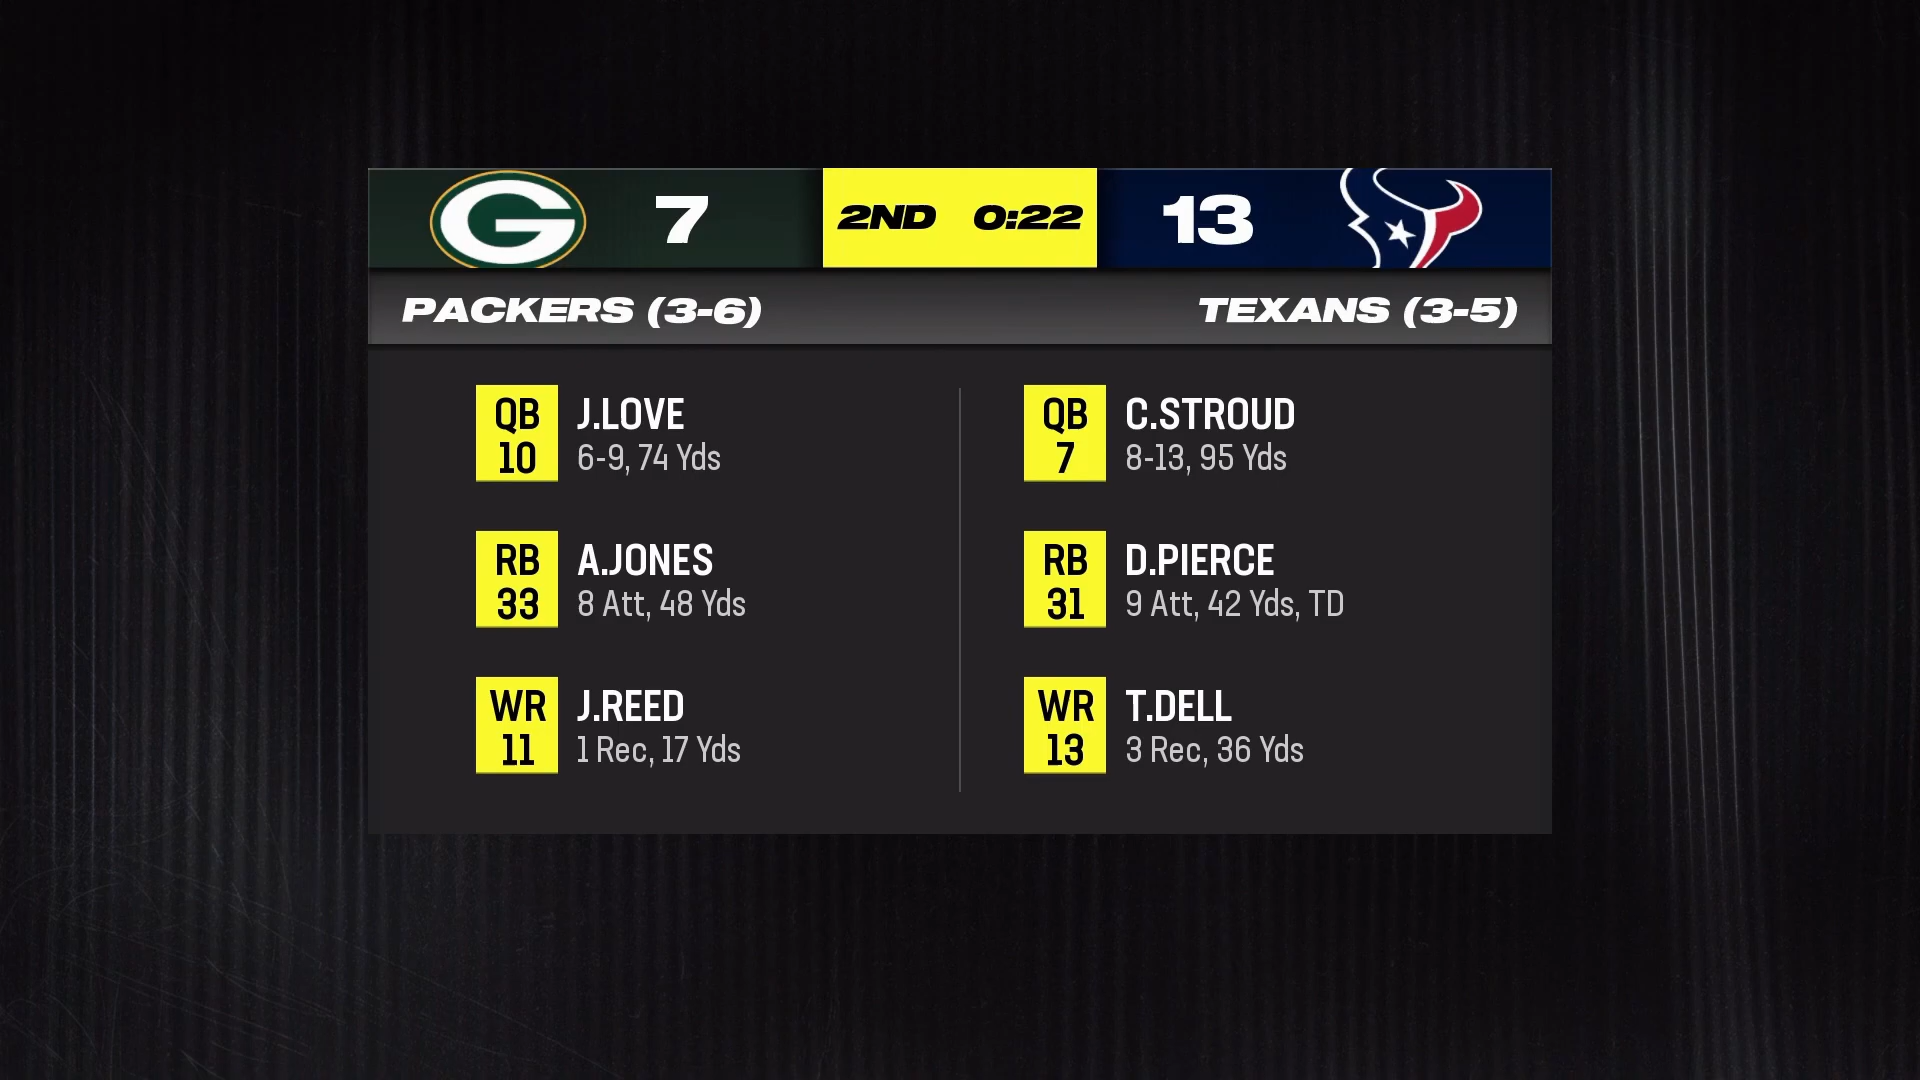 G 7 2ND 0:22 13
PACKERS (3-6) TEXANS (3-5)
QB 10 J.LOVE
6-9, 74 Yds
RB 33 A.JONES
8 Att, 48 Yds
WR 11 J.REED
1 Rec, 17 Yds
QB 7 C.STROUD
8-13, 95 Yds
RB 31 D.PIERCE
9 Att, 42 Yds, TD
WR 13 T.DELL
3 Rec, 36 Yds